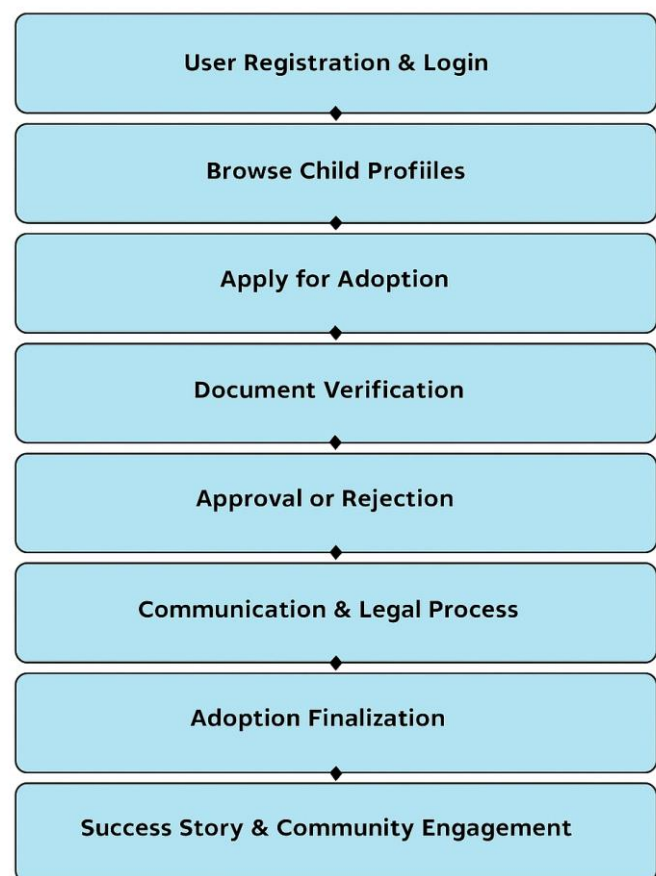 User Registration & Login
Browse Child Profiiles
Apply for Adoption
Document Verification
Approval or Rejection
Communication & Legal Process
Adoption Finalization
Success Story & Community Engagement